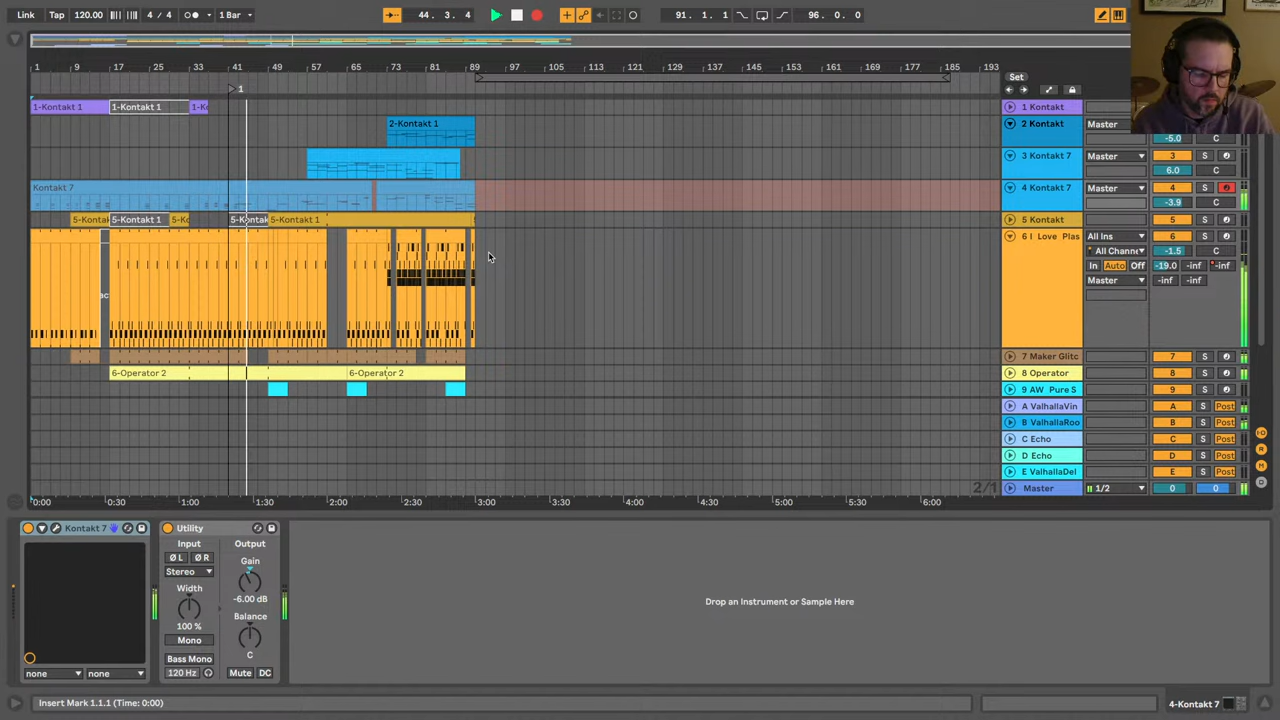 Link Tap 120.00 4 / 4 1 Bar 44. 3. 4 91. 1. 1 96. 0. 0
1 9 17 25 33 41 49 57 65 73 81 89 97 105 113 121 129 137 145 153 161 169 177 185 193
Set
1
1-Kontakt 1 1-Kontakt 1 1-Kc 1 Kontakt
2-Kontakt 1 2 Kontakt Master
-5.0 C
3 Kontakt 7 Master 3 S
6.0 C
Kontakt 7 4 Kontakt 7 Master 4 S
-3.9 C
5-Kontak 5-Kontakt 1 5-Kc 5-Kontak 5-Kontakt 1 5 Kontakt 5 S
6 I Love Plas All Ins 6 S
All Channe -1.5 C
In Auto Off -19.0 -inf -inf
Master -inf -inf
7 Maker Glitc 7 S
6-Operator 2 6-Operator 2 8 Operator 8 S
9 AW Pure S 9 S
A ValhallaVin A S Post
B ValhallaRoo B S Post
C Echo C S Post
D Echo D S Post
E ValhallaDel E S Post
2/1 Master 1/2 0 0
0:00 0:30 1:00 1:30 2:00 2:30 3:00 3:30 4:00 4:30 5:00 5:30 6:00
Kontakt 7 Utility
Input Output
Ø L Ø R Gain
Stereo
Width -6.00 dB
Balance
100 %
Mono
C
Bass Mono
120 Hz Mute DC
none none
Drop an Instrument or Sample Here
Insert Mark 1.1.1 (Time: 0:00) 4-Kontakt 7